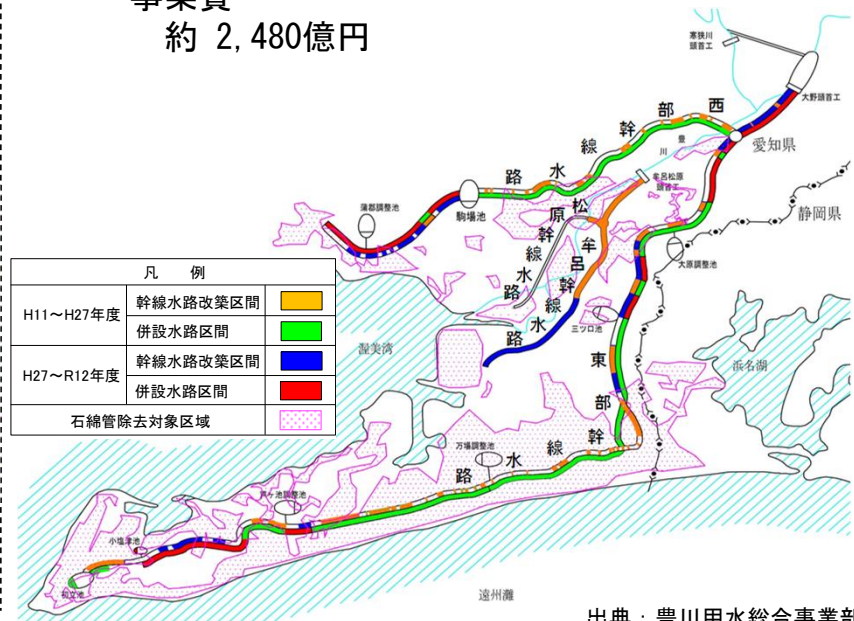 約 2,480億円
寒狭川
頭首工
大野頭首工
西部幹線水路
豊川
愛知県
牟呂松原
頭首工
静岡県
蒲郡調整池
駒場池
松原幹線水路
牟呂幹線水路
大原調整池
凡 例
H11～H27年度
幹線水路改築区間
併設水路区間
H27～R12年度
幹線水路改築区間
併設水路区間
石綿管除去対象区域
渥美湾
三ツ口池
浜名湖
東部幹線水路
万場調整池
芦ヶ池調整池
小塩津池
初立池
遠州灘
出典：豊川用水総合事業部